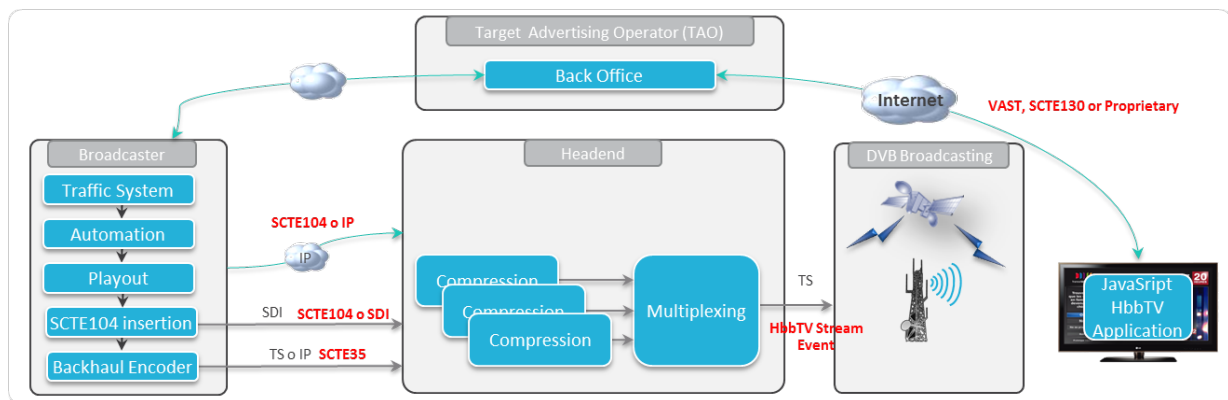 Target Advertising Operator (TAO)
Back Office
Internet
VAST, SCTE130 or Proprietary
Broadcaster
Traffic System
Automation
Playout
SCTE104 insertion
Backhaul Encoder
SCTE104 o IP
IP
SDI SCTE104 o SDI
TS o IP SCTE35
Headend
Compression
Compression
Compression
Multiplexing
TS
HbbTV Stream
Event
DVB Broadcasting
JavaSript
HbbTV
Application
20